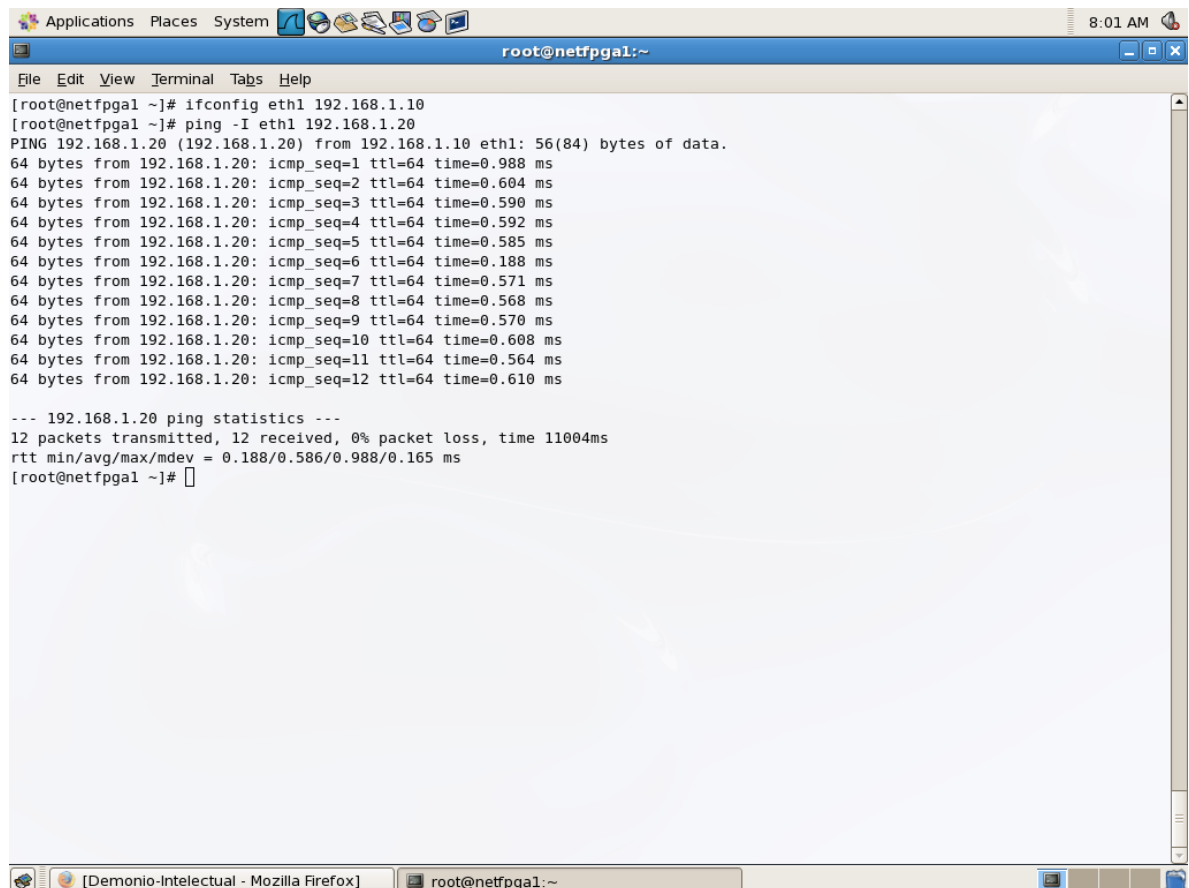 Applications Places System 8:01 AM
root@netfpga1:~
File Edit View Terminal Tabs Help
[root@netfpga1 ~]# ifconfig eth1 192.168.1.10
[root@netfpga1 ~]# ping -I eth1 192.168.1.20
PING 192.168.1.20 (192.168.1.20) from 192.168.1.10 eth1: 56(84) bytes of data.
64 bytes from 192.168.1.20: icmp_seq=1 ttl=64 time=0.988 ms
64 bytes from 192.168.1.20: icmp_seq=2 ttl=64 time=0.604 ms
64 bytes from 192.168.1.20: icmp_seq=3 ttl=64 time=0.590 ms
64 bytes from 192.168.1.20: icmp_seq=4 ttl=64 time=0.592 ms
64 bytes from 192.168.1.20: icmp_seq=5 ttl=64 time=0.585 ms
64 bytes from 192.168.1.20: icmp_seq=6 ttl=64 time=0.188 ms
64 bytes from 192.168.1.20: icmp_seq=7 ttl=64 time=0.571 ms
64 bytes from 192.168.1.20: icmp_seq=8 ttl=64 time=0.568 ms
64 bytes from 192.168.1.20: icmp_seq=9 ttl=64 time=0.570 ms
64 bytes from 192.168.1.20: icmp_seq=10 ttl=64 time=0.608 ms
64 bytes from 192.168.1.20: icmp_seq=11 ttl=64 time=0.564 ms
64 bytes from 192.168.1.20: icmp_seq=12 ttl=64 time=0.610 ms
--- 192.168.1.20 ping statistics ---
12 packets transmitted, 12 received, 0% packet loss, time 11004ms
rtt min/avg/max/mdev = 0.188/0.586/0.988/0.165 ms
[root@netfpga1 ~]#
[Demonio-Intelectual - Mozilla Firefox] root@netfpga1:~